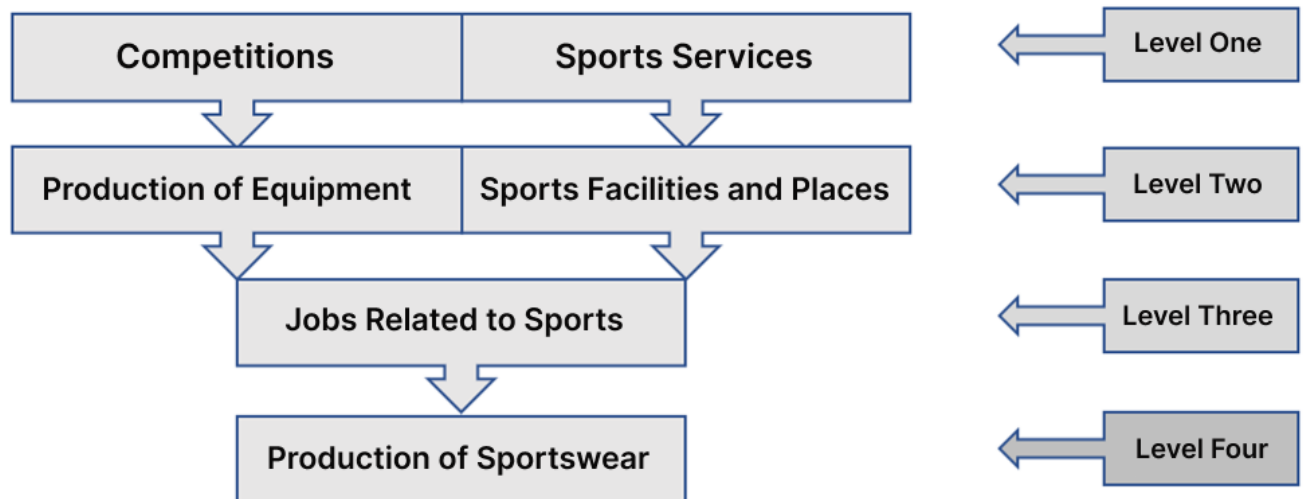 Competitions
Sports Services
Level One
Production of Equipment
Sports Facilities and Places
Level Two
Jobs Related to Sports
Level Three
Production of Sportswear
Level Four